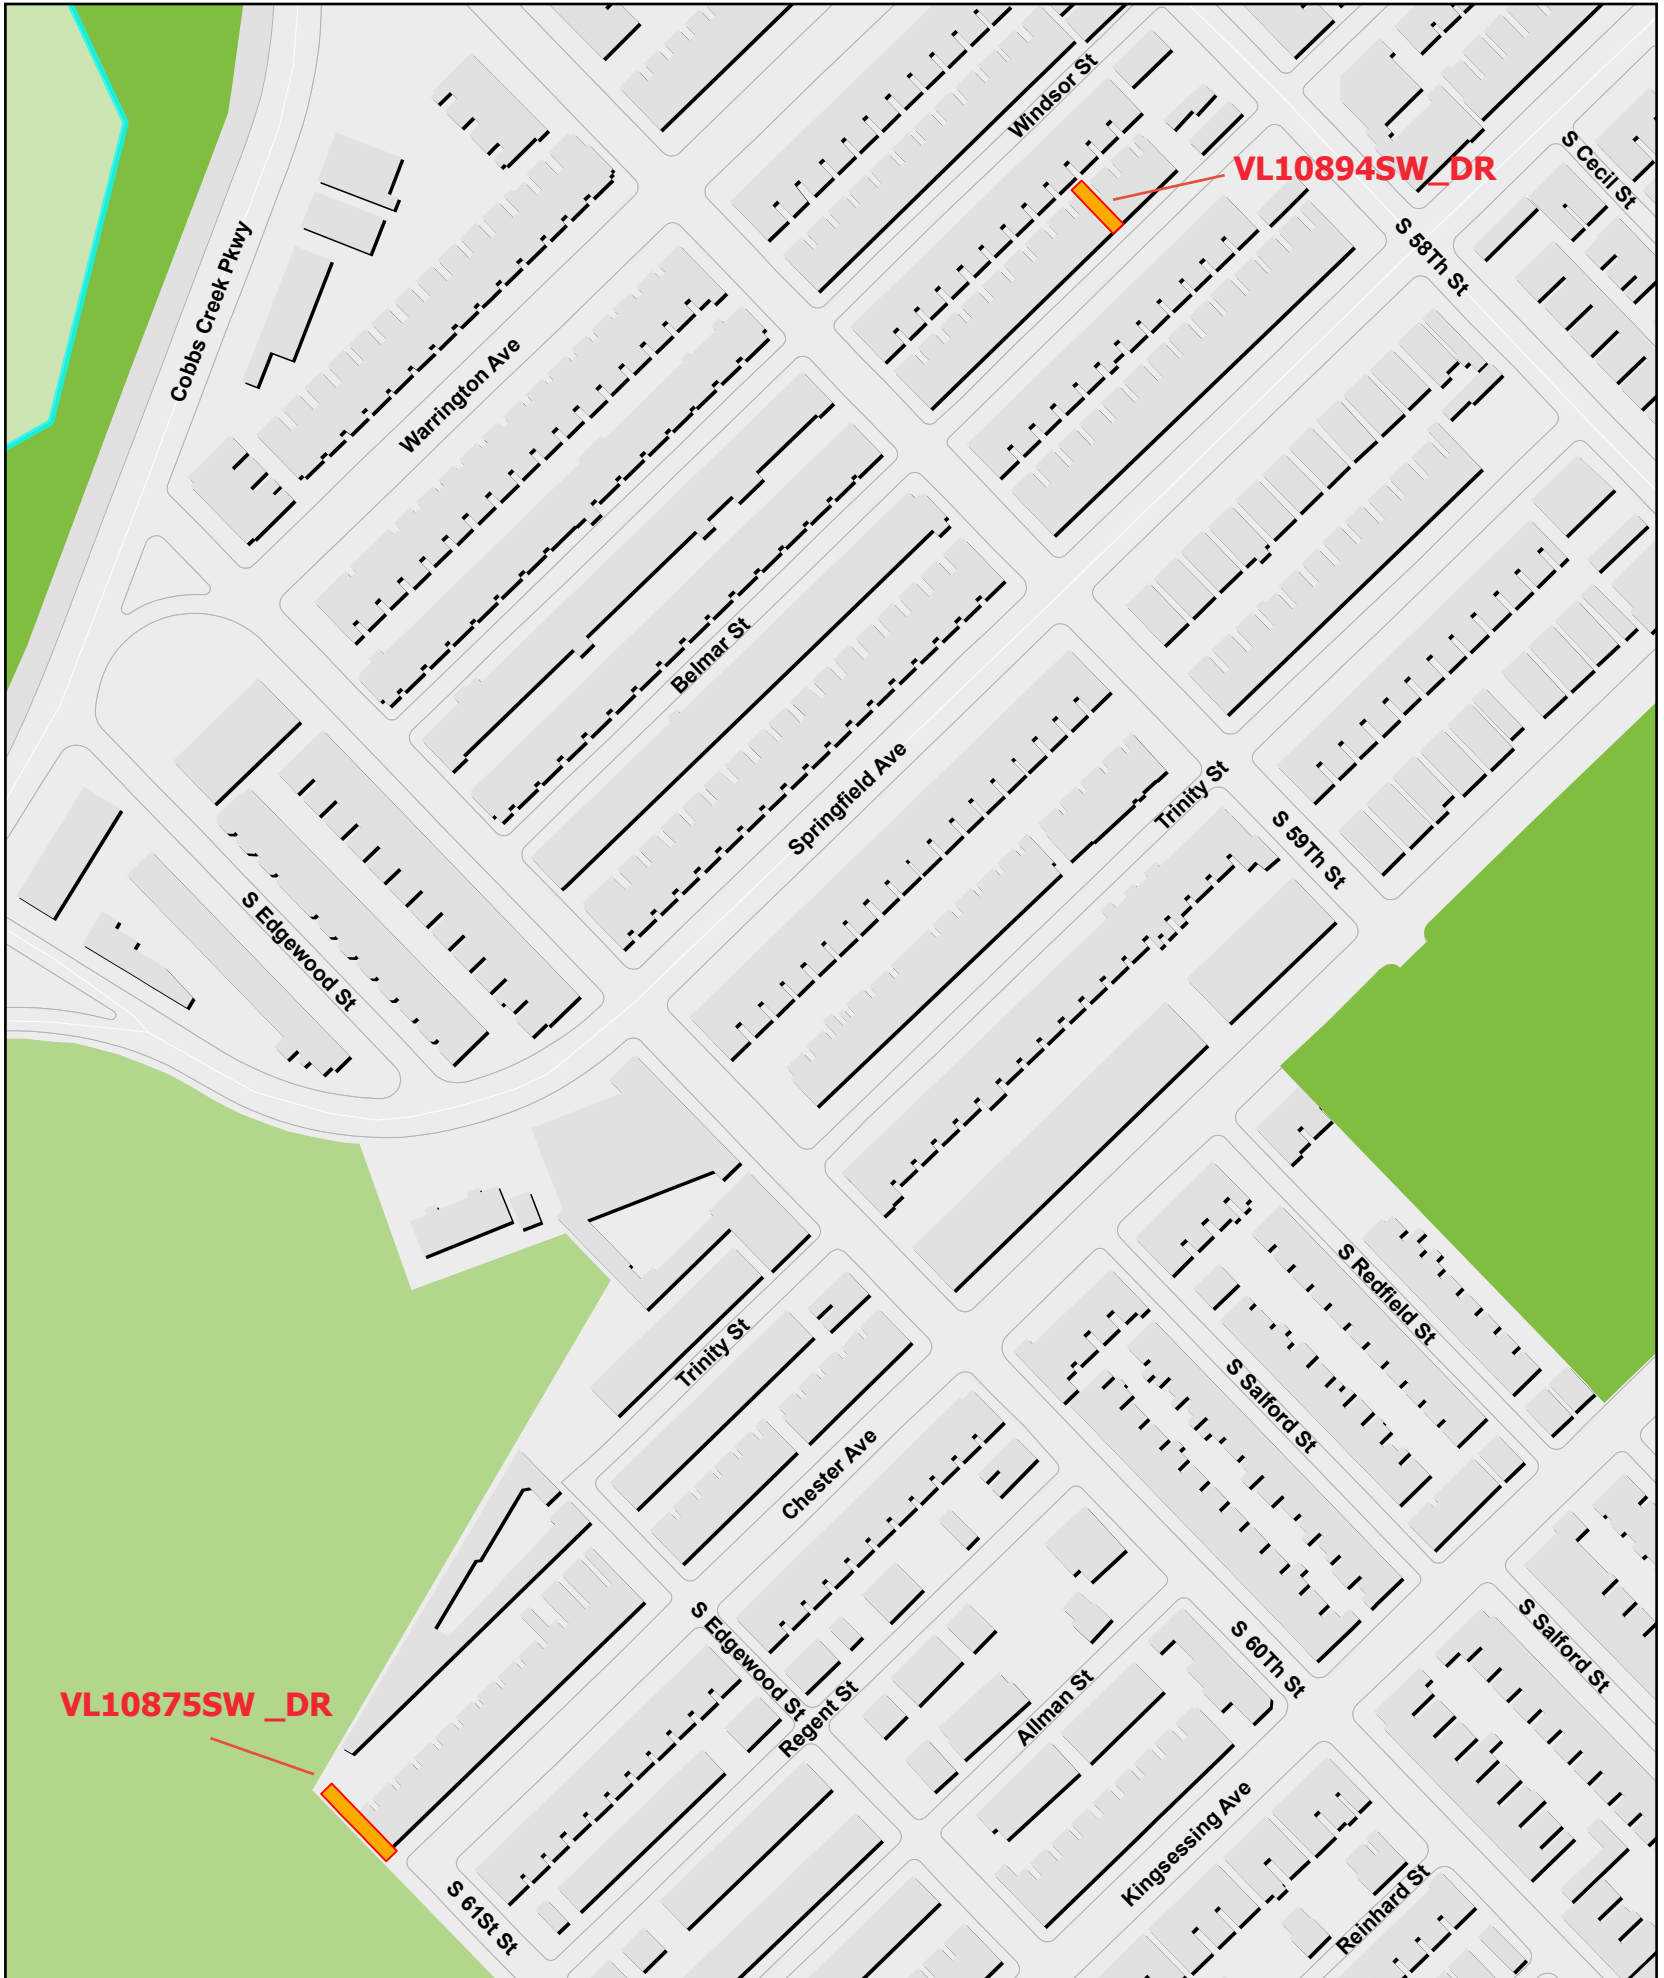 Windsor St
VL10894SW_DR
S Cecil St
S 58Th St
Cobbs Creek Pkwy
Warrington Ave
Belmar St
Springfield Ave
Trinity St
S 59Th St
S Edgewood St
S Redfield St
Trinity St
S Salford St
Chester Ave
S Edgewood St
S 60Th St
S Salford St
Regent St
Allman St
VL10875SW _DR
Kingsessing Ave
S 61St St
Reinhard St